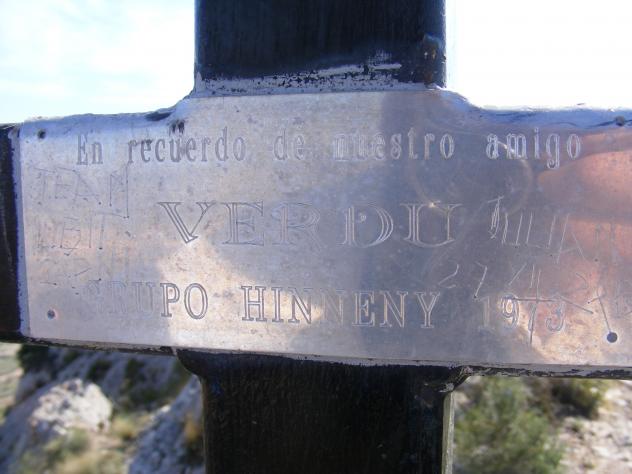 En recuerdo de nuestro amigo
VERDU
GRUPO HINNENY 1973